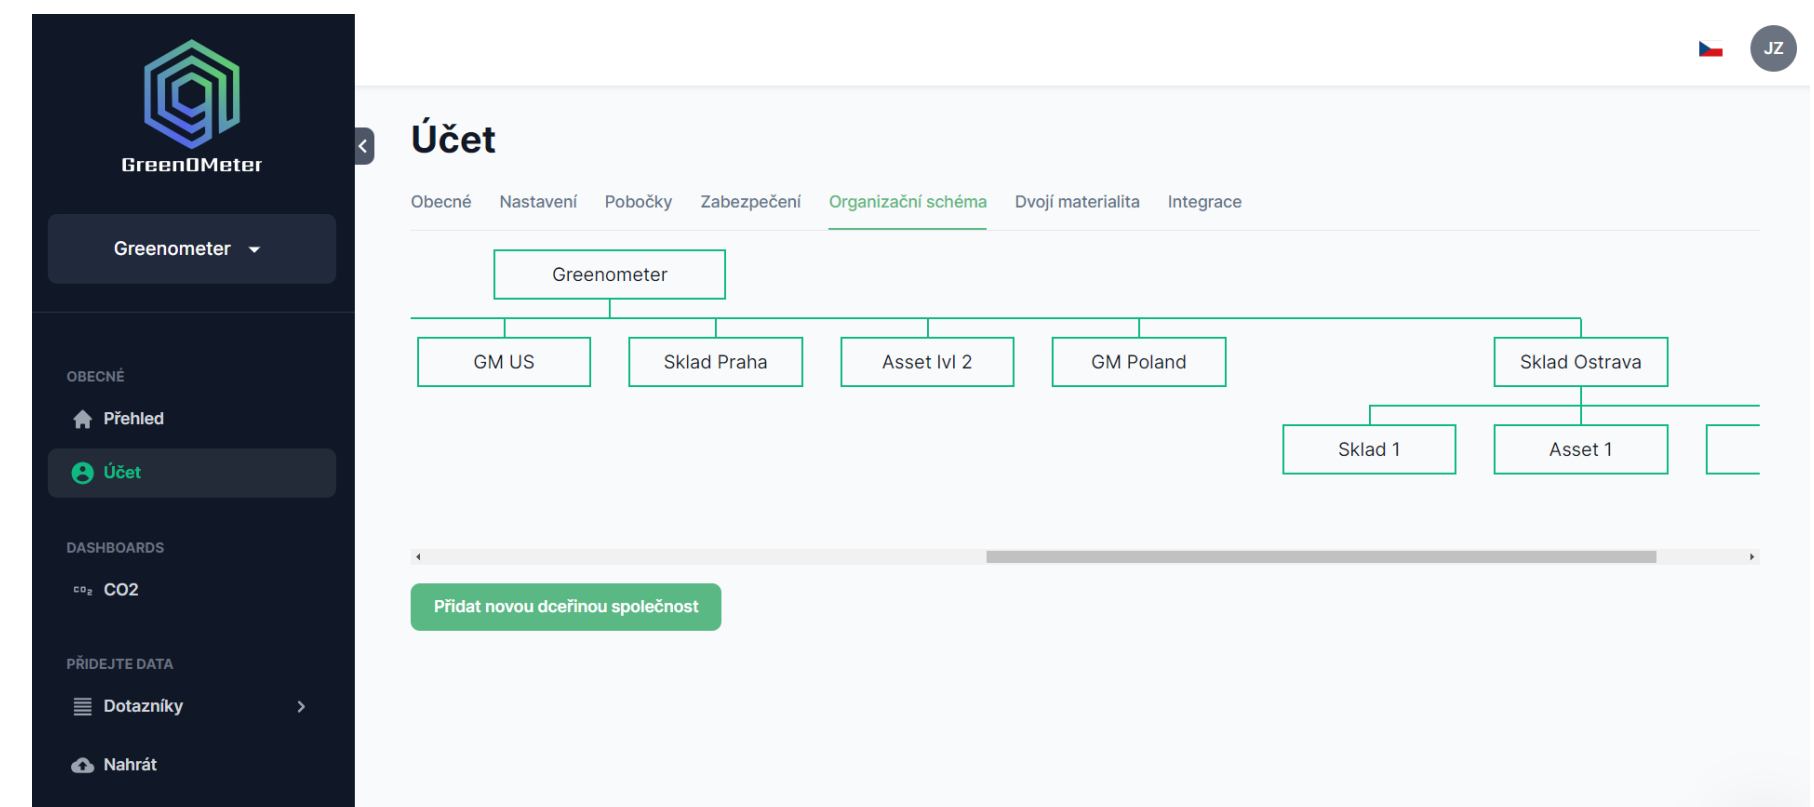 JZ
GreenOMeter
Greenometer
OBECNÉ
Přehled
Účet
DASHBOARDS
CO2 CO2
PŘIDEJTE DATA
Dotazníky
Nahrát
Účet
Obecné Nastavení Pobočky Zabezpečení Organizační schéma Dvojí materialita Integrace
Greenometer
GM US Sklad Praha Asset lvl 2 GM Poland Sklad Ostrava
Sklad 1 Asset 1
Přidat novou dceřinou společnost